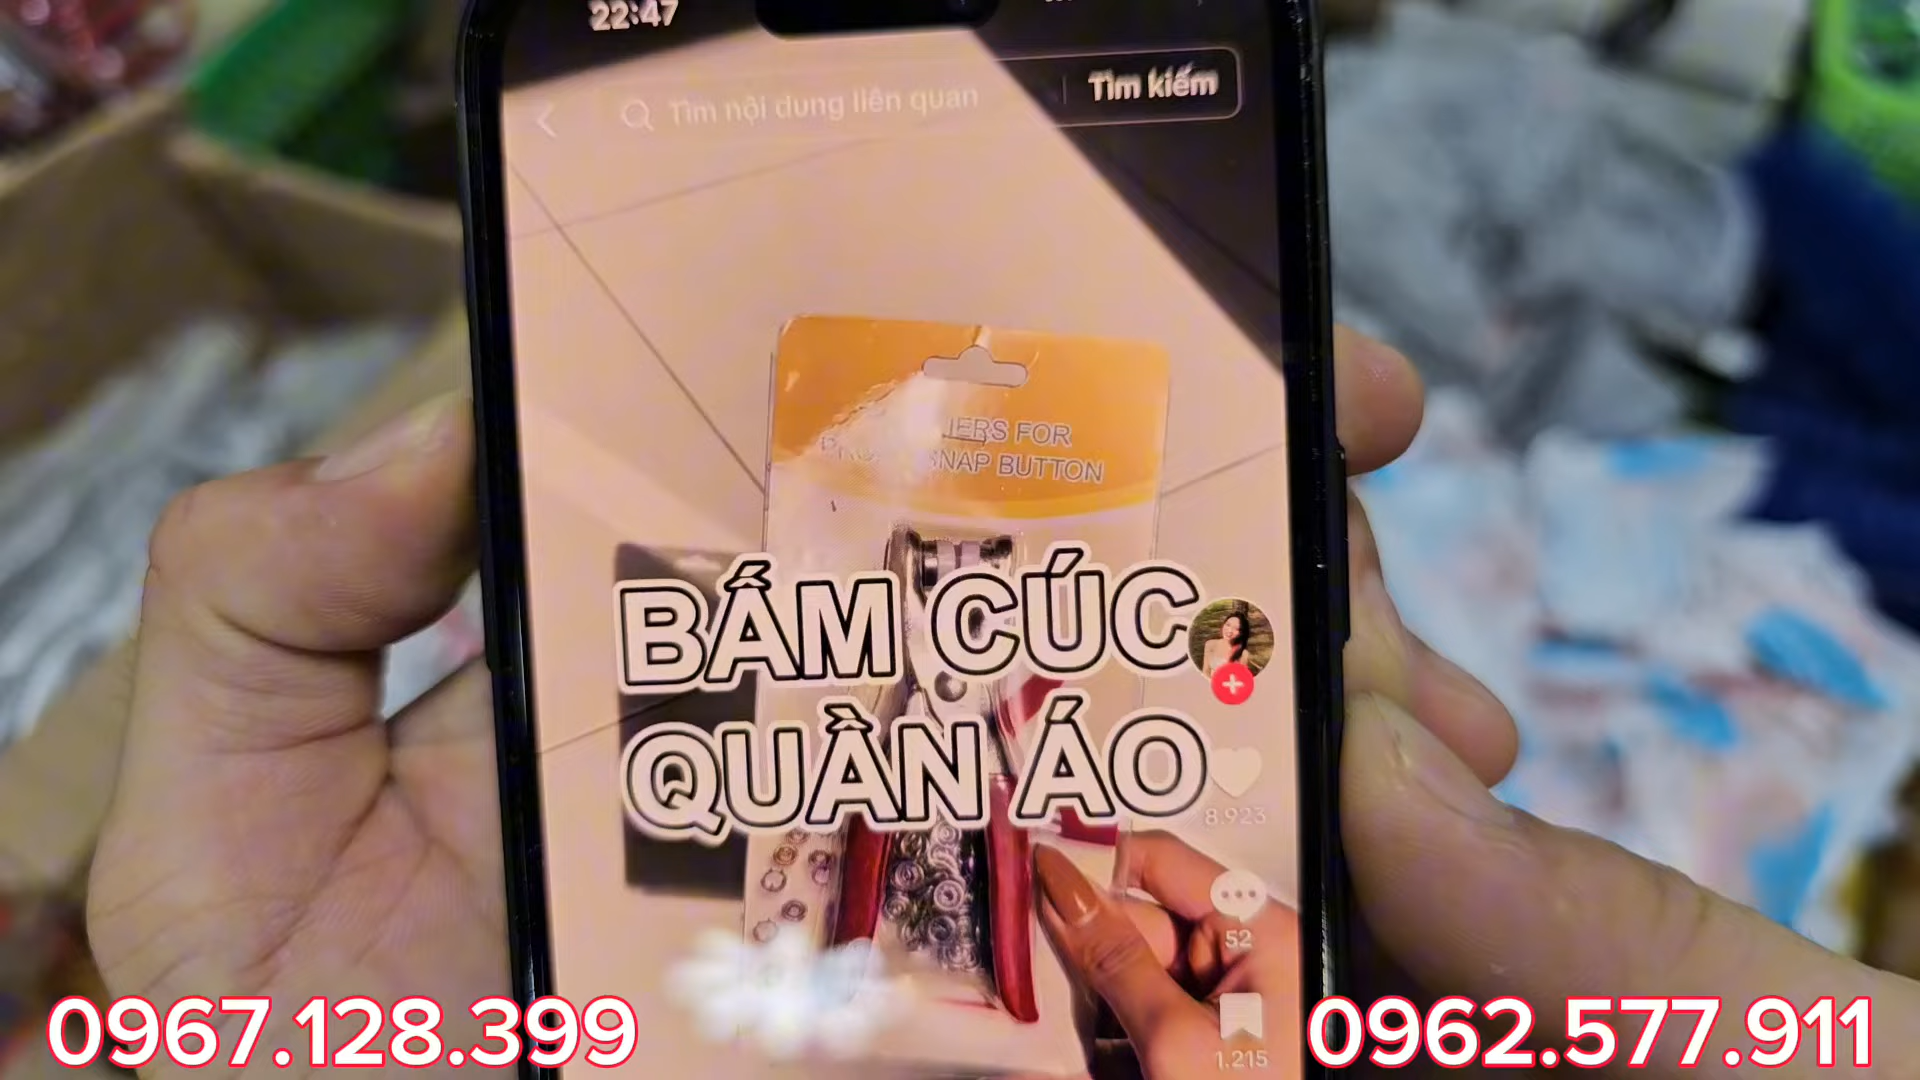 22:47
Tìm nội dung liên quan
Tìm kiếm
FOR
SNAP BUTTON
BẤM CÚC
QUẦN ÁO
8.923
52
1.215
0967.128.399
0962.577.911